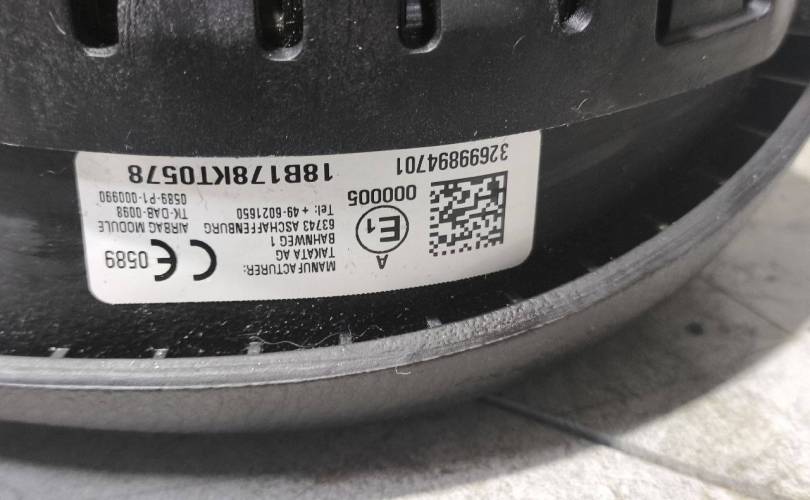 MANUFACTURER:
TAKATA AG
BAHNWEG 1
63743 ASCHAFFENBURG
Tel: + 49-6021650
CE 0589
AIRBAG MODULE
TK-DAB-0098
0589-P1-000990
A
E1
000005
32699894701
18B178KT0578